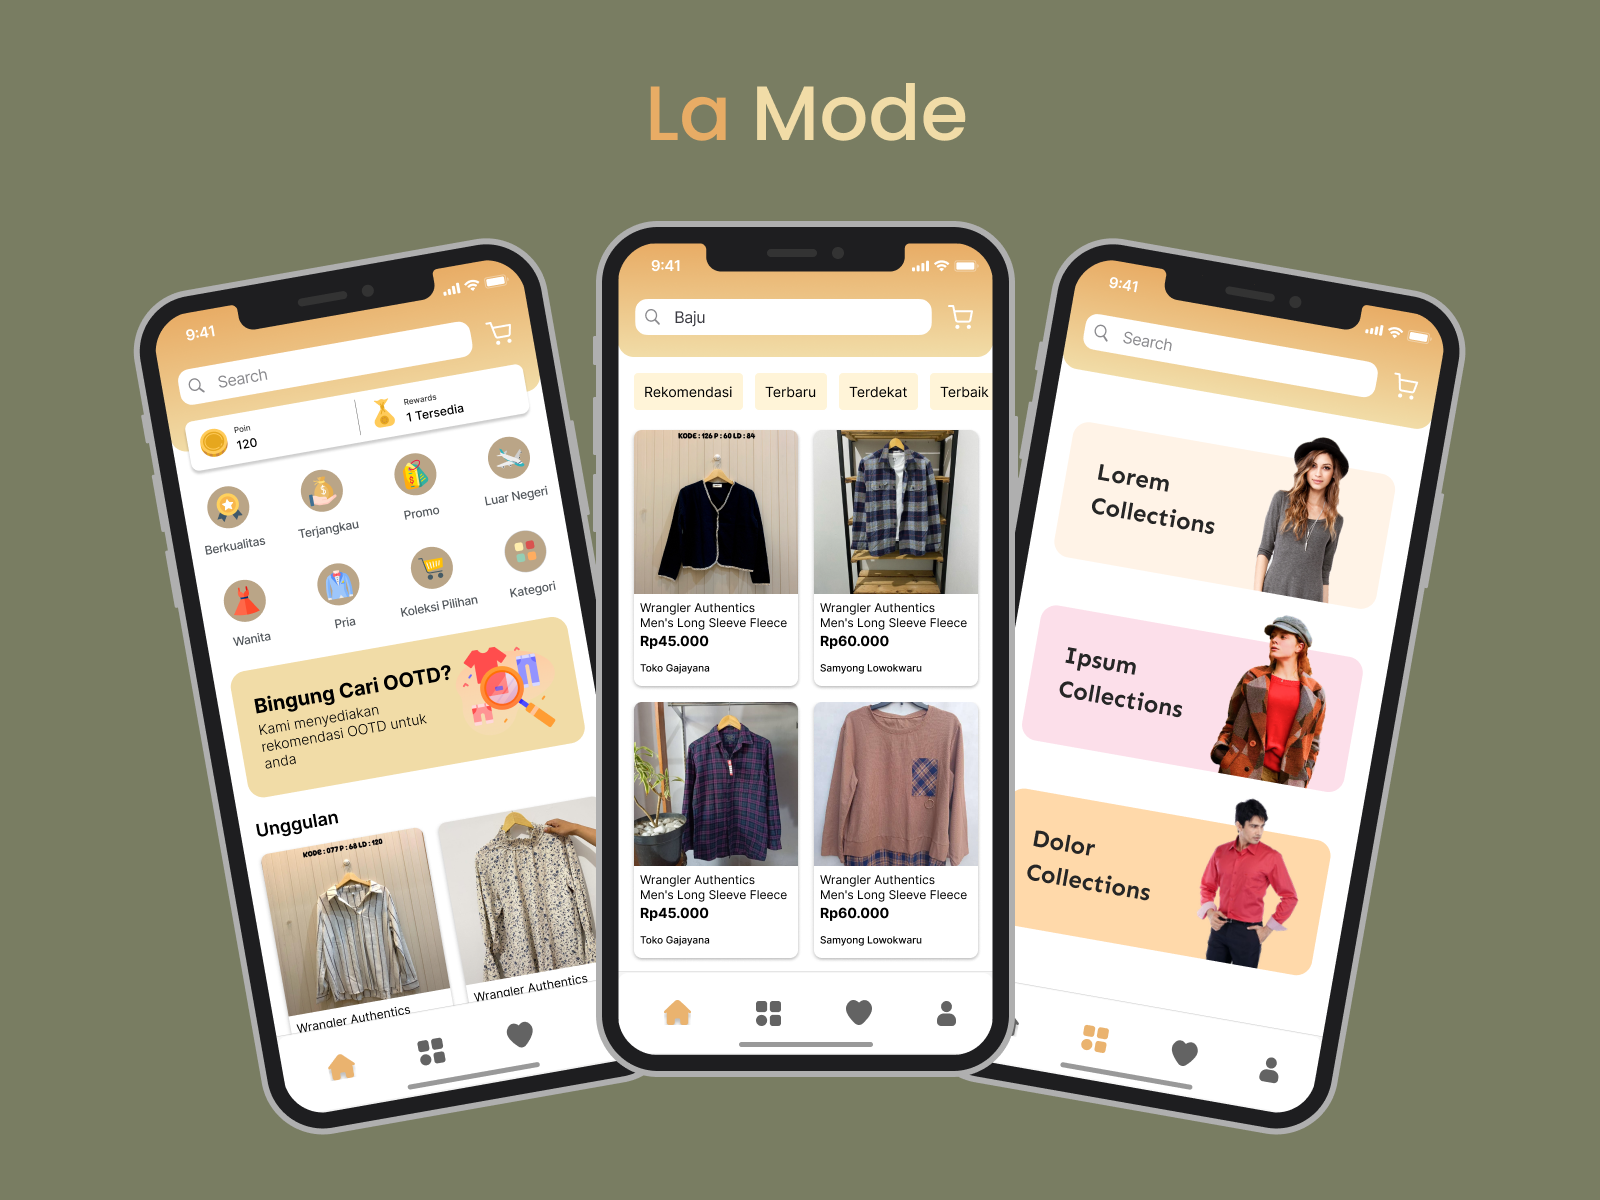 La Mode
9:41
Search
Poin
120
Rewards
1 Tersedia
Berkualitas
Terjangkau
Promo
Luar Negeri
Wanita
Pria
Koleksi Pilihan
Kategori
Bingung Cari OOTD?
Kami menyediakan
rekomendasi OOTD untuk
anda
Unggulan
KODE : 077 P : 68 LD : 120
Wrangler Authentics
Wrangler Authentics
9:41
Baju
Rekomendasi
Terbaru
Terdekat
Terbaik
KODE : 126 P : 60 LD : 84
Wrangler Authentics
Men's Long Sleeve Fleece
Rp45.000
Toko Gajayana
Wrangler Authentics
Men's Long Sleeve Fleece
Rp60.000
Samyong Lowokwaru
Wrangler Authentics
Men's Long Sleeve Fleece
Rp45.000
Toko Gajayana
Wrangler Authentics
Men's Long Sleeve Fleece
Rp60.000
Samyong Lowokwaru
9:41
Search
Lorem
Collections
Ipsum
Collections
Dolor
Collections